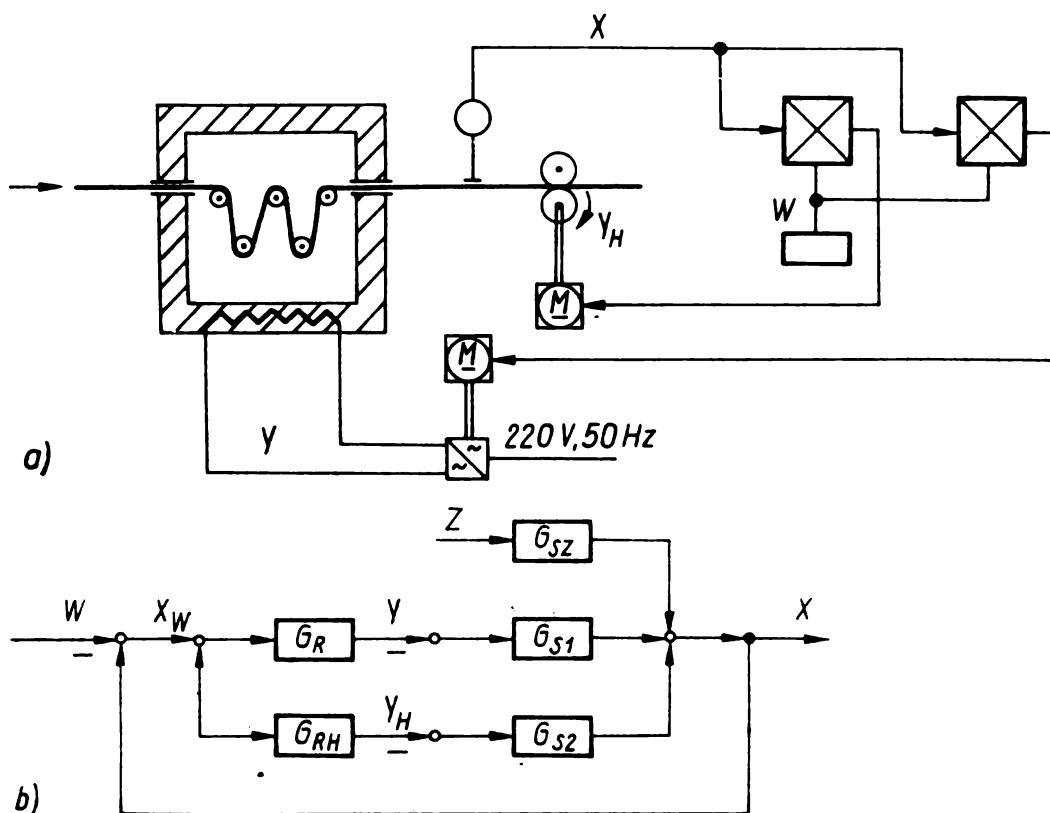 X
W
Y_H
M
M
Y
220 V, 50 Hz
a)
Z
G_SZ
W
X_W
G_R
Y
G_S1
X
G_RH
Y_H
G_S2
b)